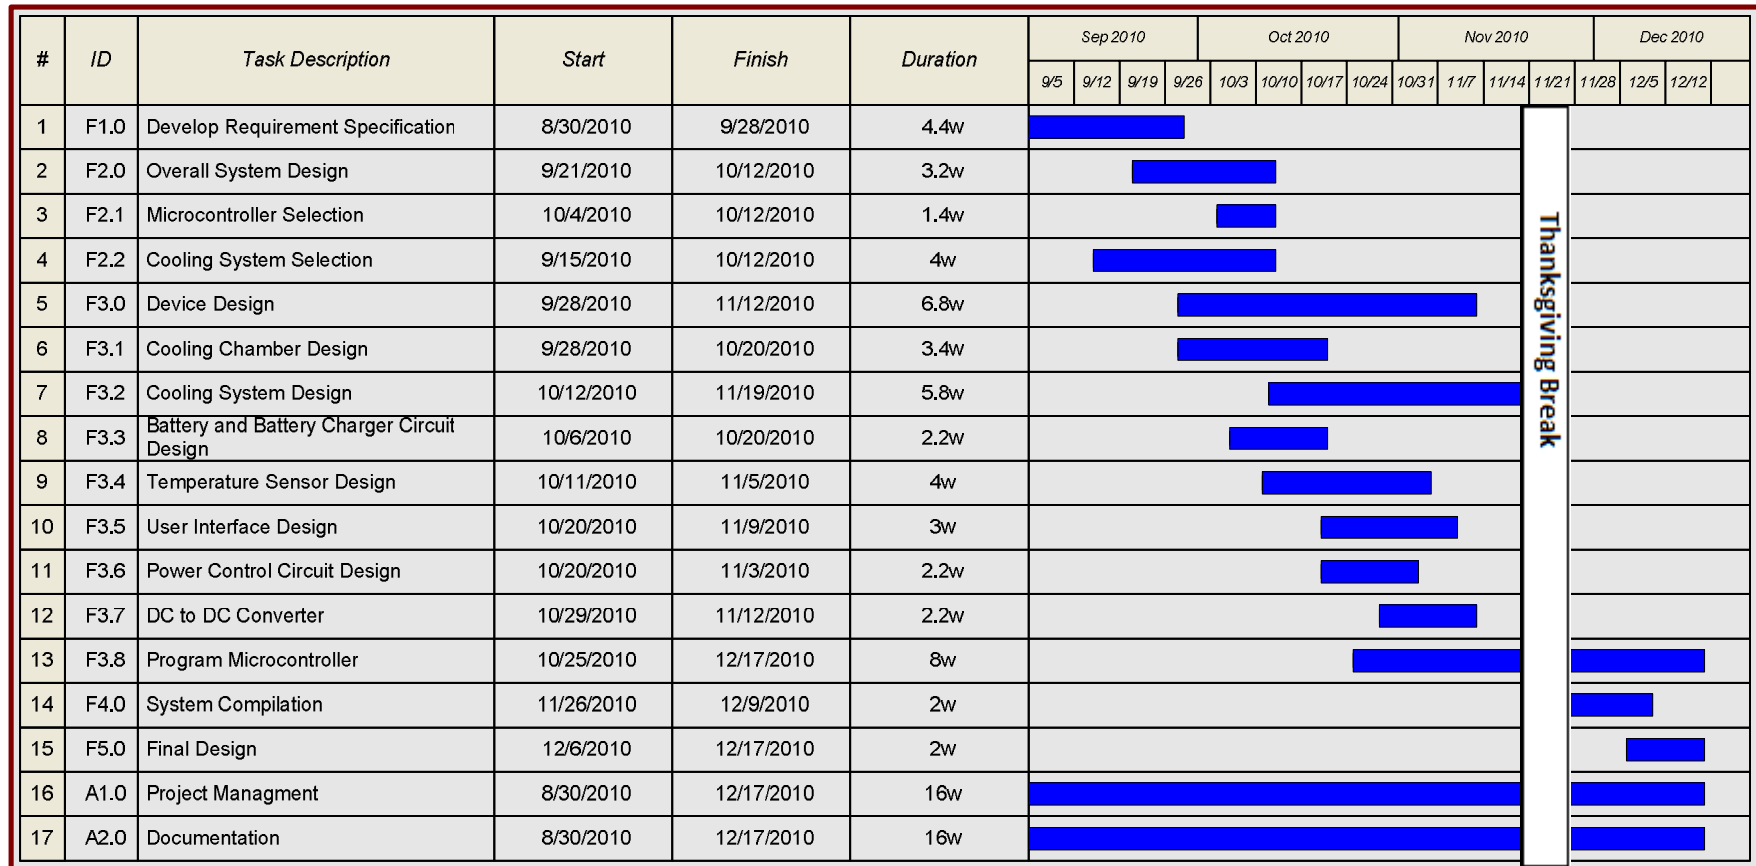 # ID Task Description Start Finish Duration Sep 2010 Oct 2010 Nov 2010 Dec 2010
9/5 9/12 9/19 9/26 10/3 10/10 10/17 10/24 10/31 11/7 11/14 11/21 11/28 12/5 12/12
1 F1.0 Develop Requirement Specification 8/30/2010 9/28/2010 4.4w
2 F2.0 Overall System Design 9/21/2010 10/12/2010 3.2w
3 F2.1 Microcontroller Selection 10/4/2010 10/12/2010 1.4w
4 F2.2 Cooling System Selection 9/15/2010 10/12/2010 4w
5 F3.0 Device Design 9/28/2010 11/12/2010 6.8w
6 F3.1 Cooling Chamber Design 9/28/2010 10/20/2010 3.4w
7 F3.2 Cooling System Design 10/12/2010 11/19/2010 5.8w
8 F3.3 Battery and Battery Charger Circuit
Design 10/6/2010 10/20/2010 2.2w
9 F3.4 Temperature Sensor Design 10/11/2010 11/5/2010 4w
10 F3.5 User Interface Design 10/20/2010 11/9/2010 3w
11 F3.6 Power Control Circuit Design 10/20/2010 11/3/2010 2.2w
12 F3.7 DC to DC Converter 10/29/2010 11/12/2010 2.2w
13 F3.8 Program Microcontroller 10/25/2010 12/17/2010 8w
14 F4.0 System Compilation 11/26/2010 12/9/2010 2w
15 F5.0 Final Design 12/6/2010 12/17/2010 2w
16 A1.0 Project Managment 8/30/2010 12/17/2010 16w
17 A2.0 Documentation 8/30/2010 12/17/2010 16w
Thanksgiving Break